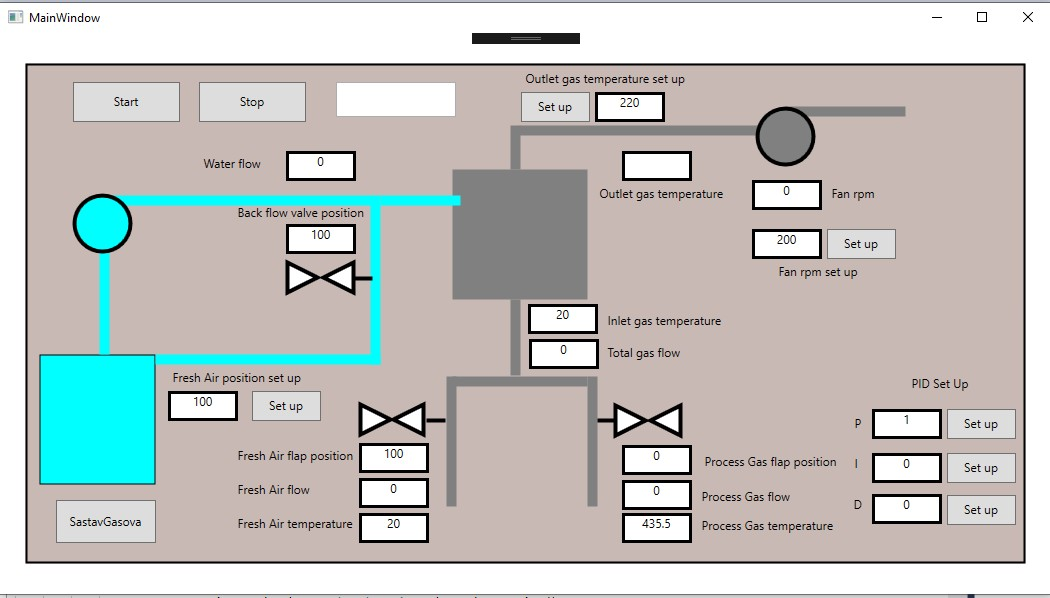 MainWindow
Outlet gas temperature set up
Start
Stop
Set up
220
Water flow
0
Outlet gas temperature
0
Fan rpm
Back flow valve position
100
200
Set up
Fan rpm set up
20
Inlet gas temperature
0
Total gas flow
Fresh Air position set up
100
Set up
PID Set Up
P
1
Set up
Fresh Air flap position
100
0
Process Gas flap position
I
0
Set up
Fresh Air flow
0
0
Process Gas flow
D
0
Set up
SastavGasova
Fresh Air temperature
20
435.5
Process Gas temperature